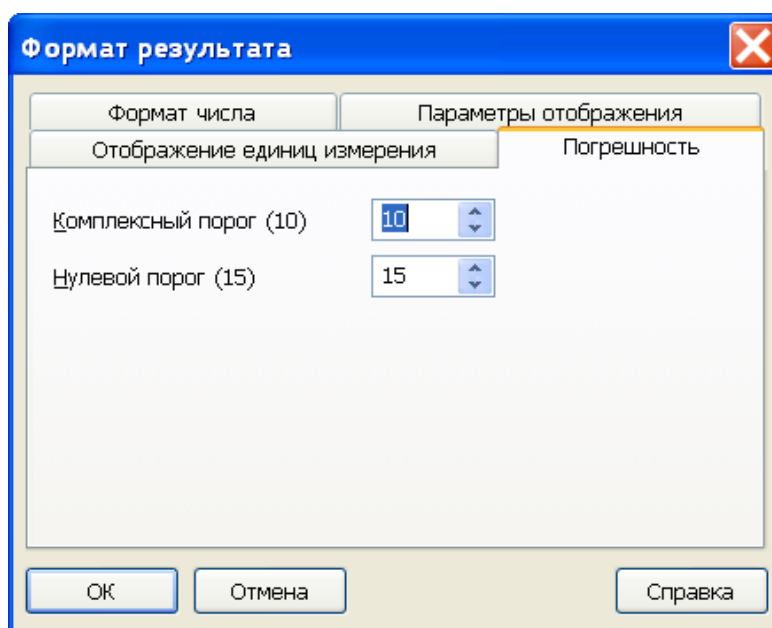 Формат результата
Формат числа
Параметры отображения
Отображение единиц измерения
Погрешность
Комплексный порог (10)
10
Нулевой порог (15)
15
ОК
Отмена
Справка